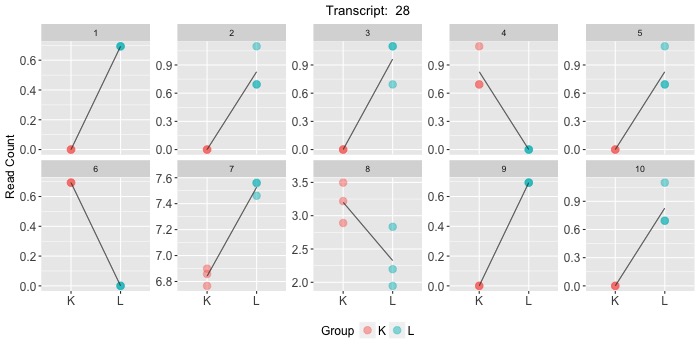 Transcript: 28
Read Count
1 2 3 4 5
0.6 0.9 0.9 0.9 0.9
0.4 0.6 0.6 0.6 0.6
0.2 0.3 0.3 0.3 0.3
0.0 0.0 0.0 0.0 0.0
6 7 8 9 10
0.6 7.6 3.5 0.6 0.9
0.4 7.4 3.0 0.4 0.6
0.2 7.2 2.5 0.2 0.3
0.0 7.0 2.0 0.0 0.0
6.8
K L K L K L K L K L
Group K L